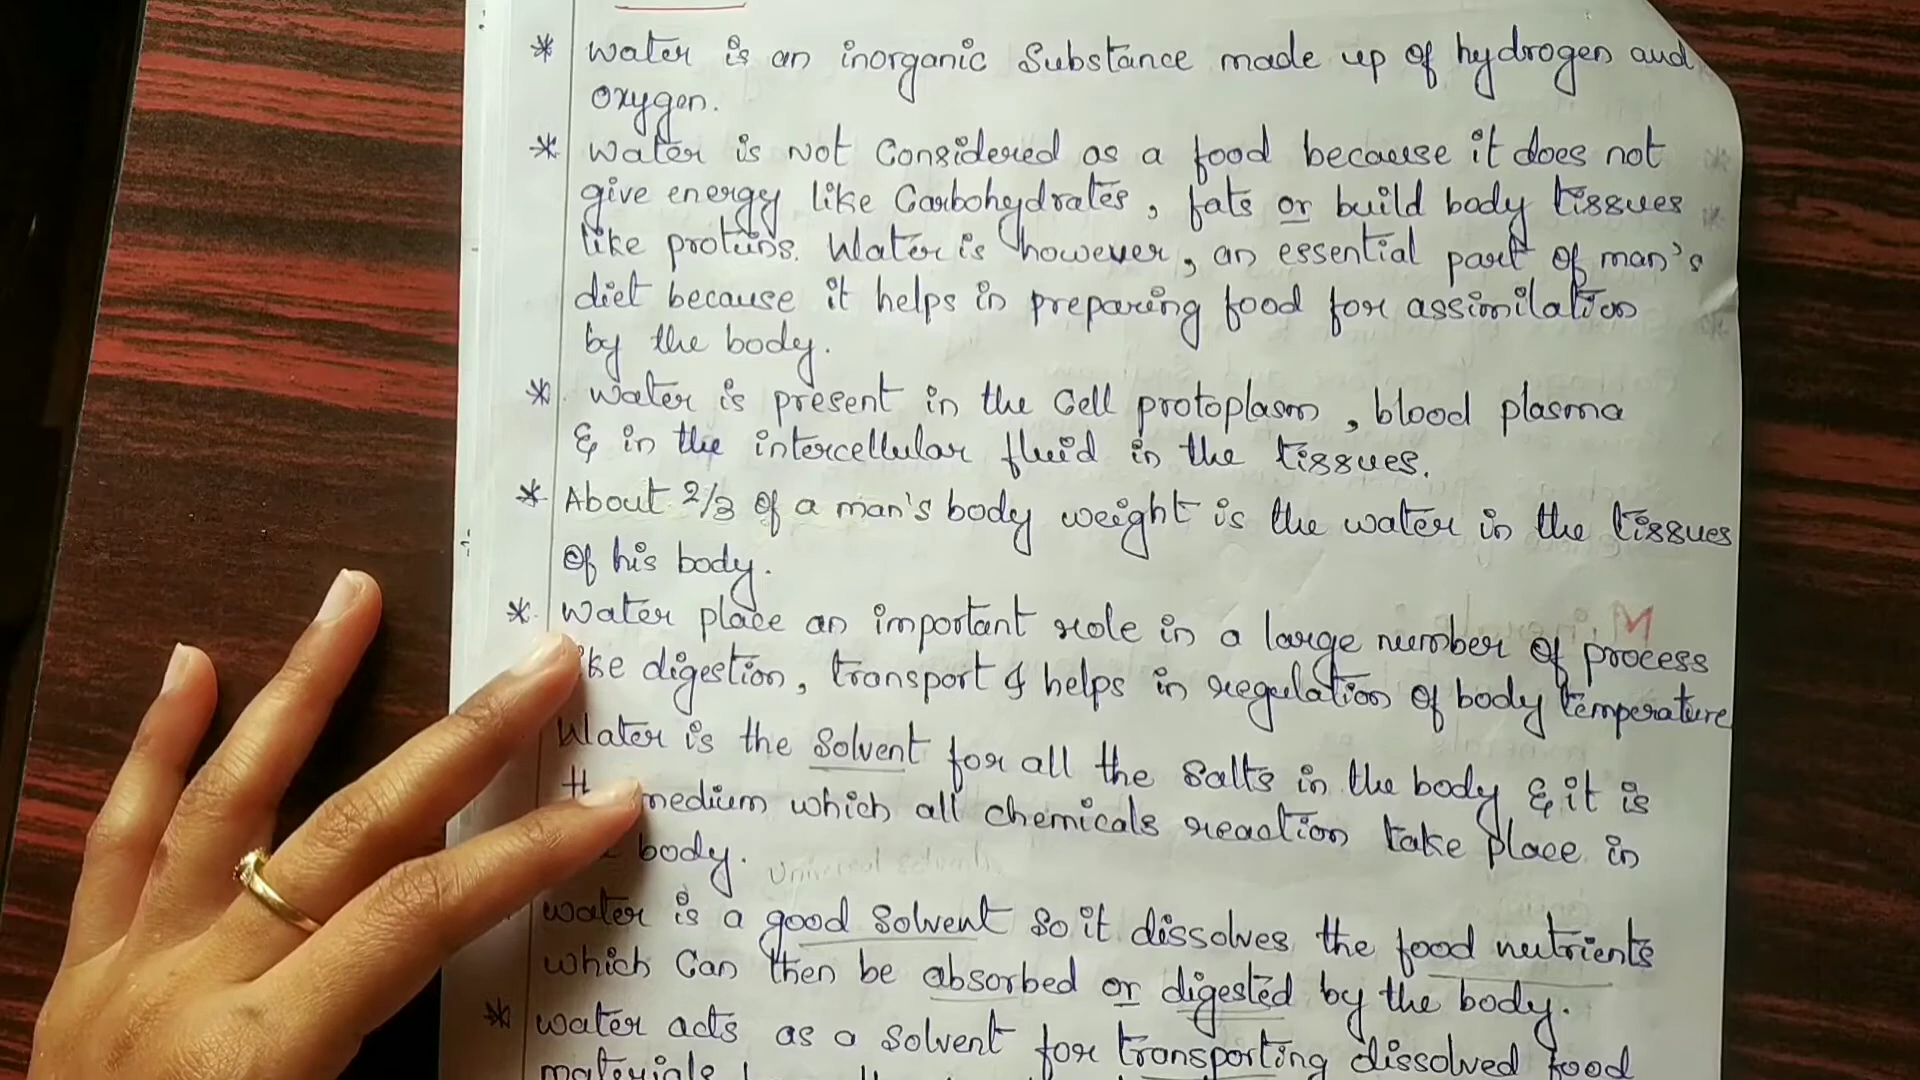 * Water is an inorganic Substance made up of hydrogen and
oxygen.
* Water is not Considered as a food because it does not
give energy like Carbohydrates, fats or build body tissues
like proteins. Water is however, an essential part of man's
diet because it helps in preparing food for assimilation
by the body.
* Water is present in the Cell protoplasm, blood plasma
& in the intercellular fluid in the tissues.
* About 2/3 of a man's body weight is the water in the tissues
of his body.
* Water place an important role in a large number of process
digestion, transport & helps in regulation of body temperature
Water is the Solvent for all the Salts in the body & it is
medium which all chemicals reaction take place in
body. Universal
water is a good Solvent So it dissolves the food nutrients
which Can then be absorbed or digested by the body.
* water acts as a solvent for transporting dissolved food
materials